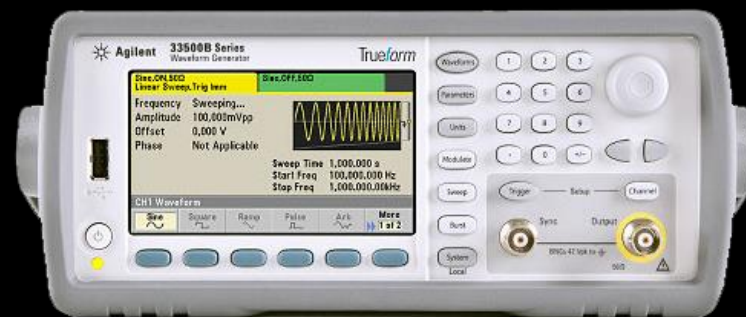 Agilent
33500B Series
Waveform Generator
Trueform
Sine,ON,50Ω
Linear Sweep,Trig Imm
Sine,OFF,50Ω
Frequency Sweeping...
Amplitude 100,000mVpp
Offset 0,000 V
Phase Not Applicable
Sweep Time 1,000.000 s
Start Freq 100,000.000 Hz
Stop Freq 1,000.000.00kHz
CH1 Waveform
Sine Square Ramp Pulse Arb More
1 of 2
Waveforms
Parameters
Units
Modulate
Sweep
Burst
System
Local
1 2 3
4 5 6
7 8 9
. 0 +/-
Trigger Setup Channel
Sync Output
50Ω